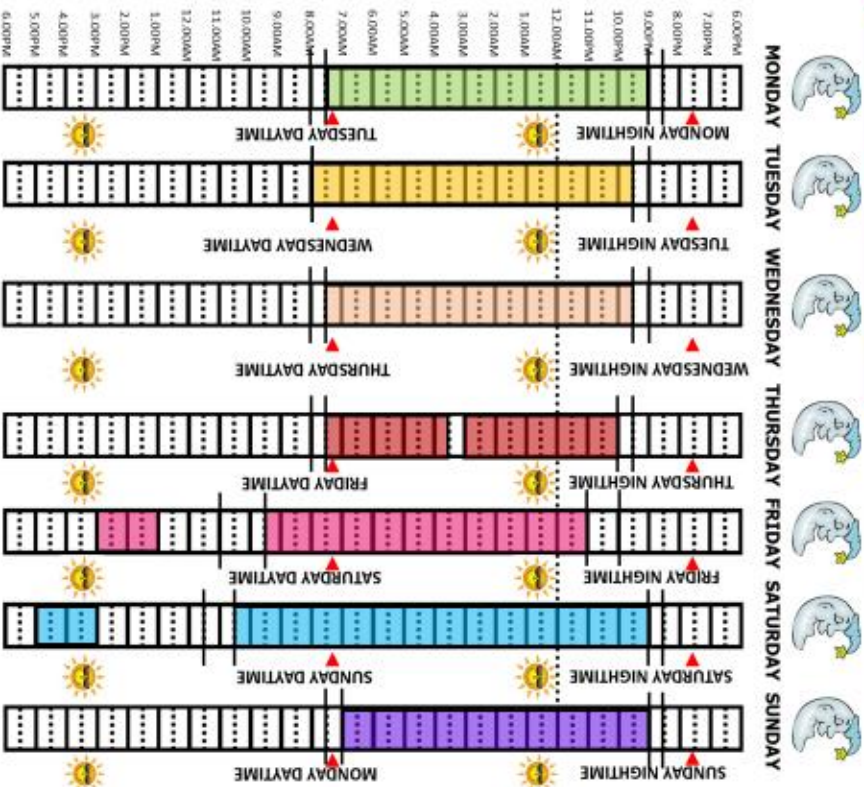 6.00PM
5.00PM
4.00PM
3.00PM
2.00PM
1.00PM
12.00AM
11.00AM
10.00AM
9.00AM
8.00AM
7.00AM
6.00AM
5.00AM
4.00AM
3.00AM
2.00AM
1.00AM
12.00AM
11.00PM
10.00PM
9.00PM
8.00PM
7.00PM
6.00PM
MONDAY
TUESDAY DAYTIME
MONDAY NIGHTIME
TUESDAY
WEDNESDAY DAYTIME
TUESDAY NIGHTIME
WEDNESDAY
THURSDAY DAYTIME
WEDNESDAY NIGHTIME
THURSDAY
FRIDAY DAYTIME
THURSDAY NIGHTIME
FRIDAY
SATURDAY DAYTIME
FRIDAY NIGHTIME
SATURDAY
SUNDAY DAYTIME
SATURDAY NIGHTIME
SUNDAY
MONDAY DAYTIME
SUNDAY NIGHTIME